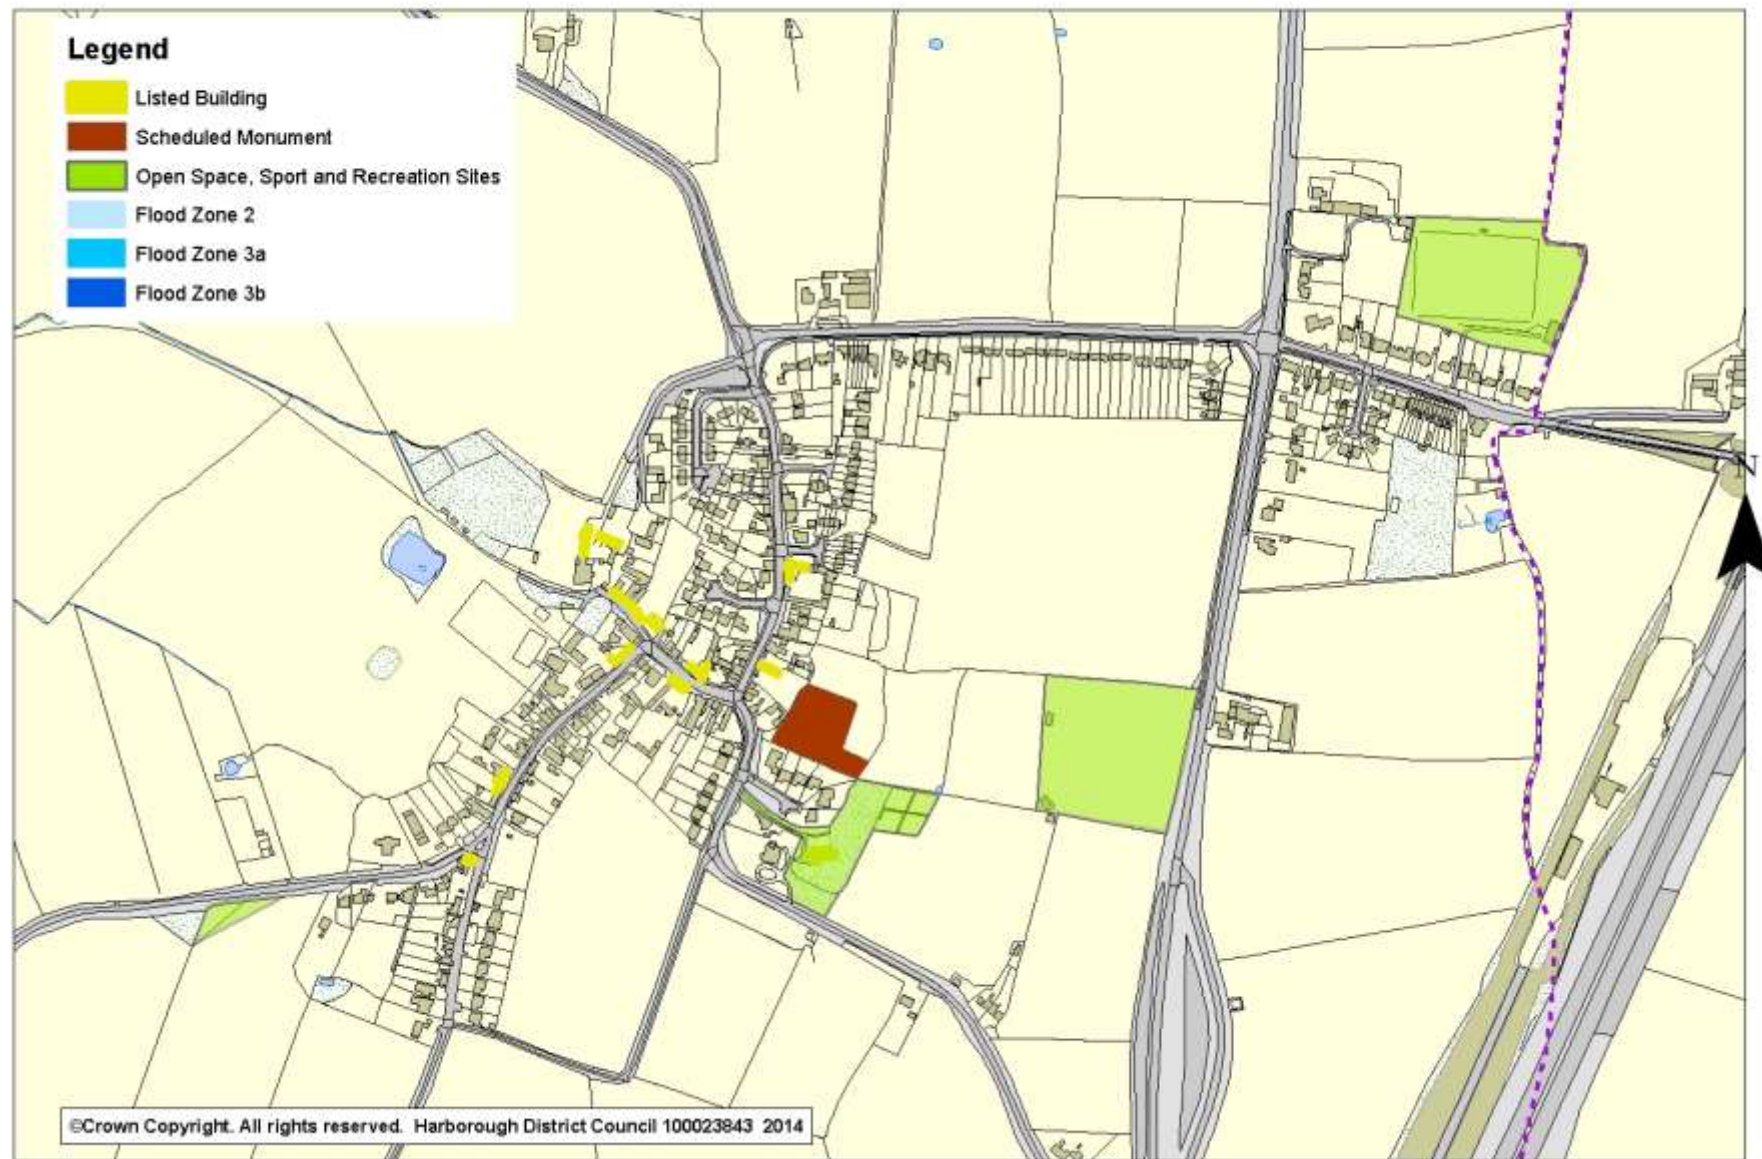 Legend
Listed Building
Scheduled Monument
Open Space, Sport and Recreation Sites
Flood Zone 2
Flood Zone 3a
Flood Zone 3b
N
©Crown Copyright. All rights reserved. Harborough District Council 100023843 2014